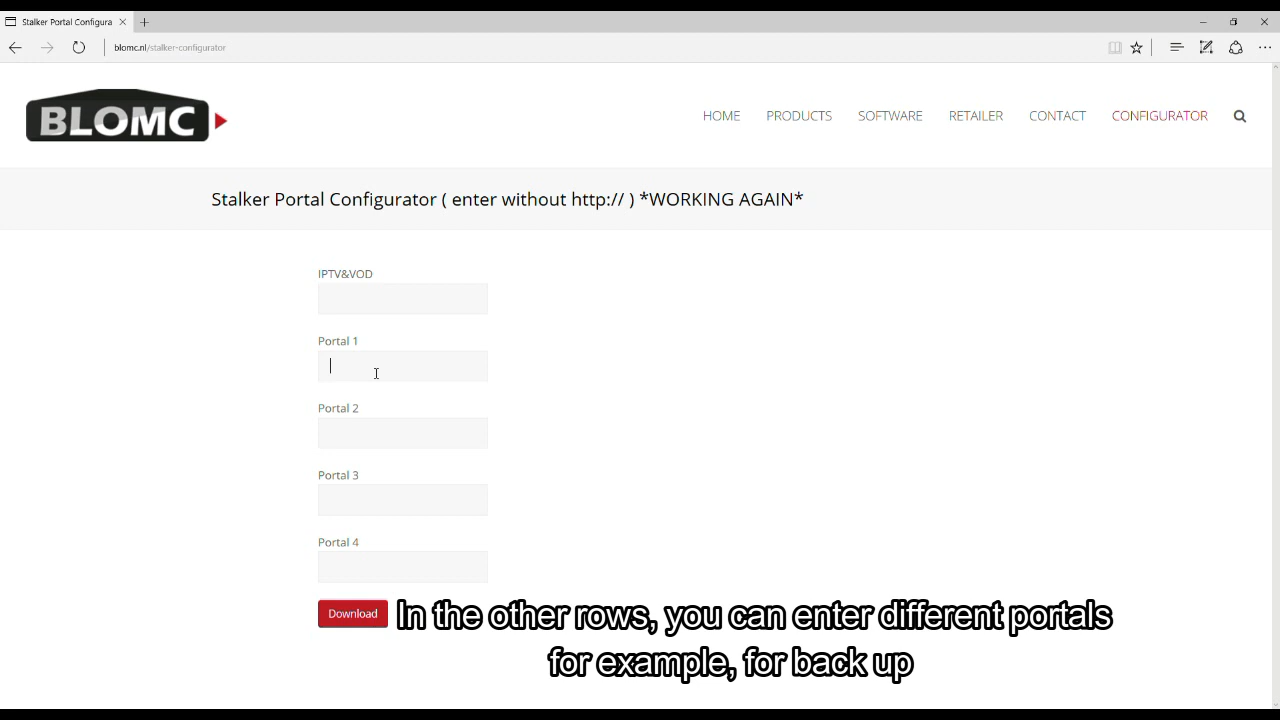 Stalker Portal Configura
blomc.nl/stalker-configurator
BLOMC
HOME PRODUCTS SOFTWARE RETAILER CONTACT CONFIGURATOR
Stalker Portal Configurator ( enter without http:// ) *WORKING AGAIN*
IPTV&VOD
Portal 1
Portal 2
Portal 3
Portal 4
Download
In the other rows, you can enter different portals
for example, for back up